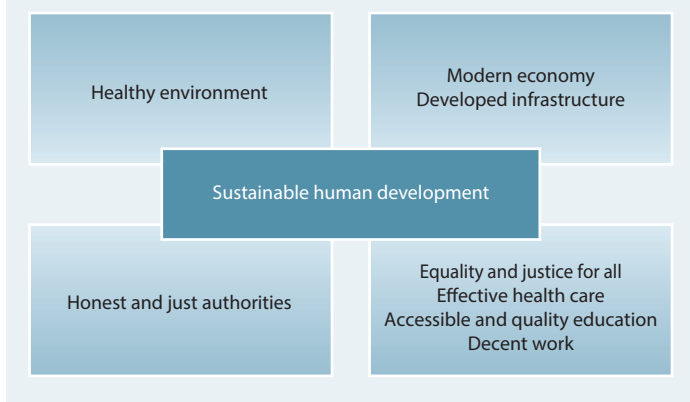 Healthy environment
Modern economy
Developed infrastructure
Sustainable human development
Honest and just authorities
Equality and justice for all
Effective health care
Accessible and quality education
Decent work